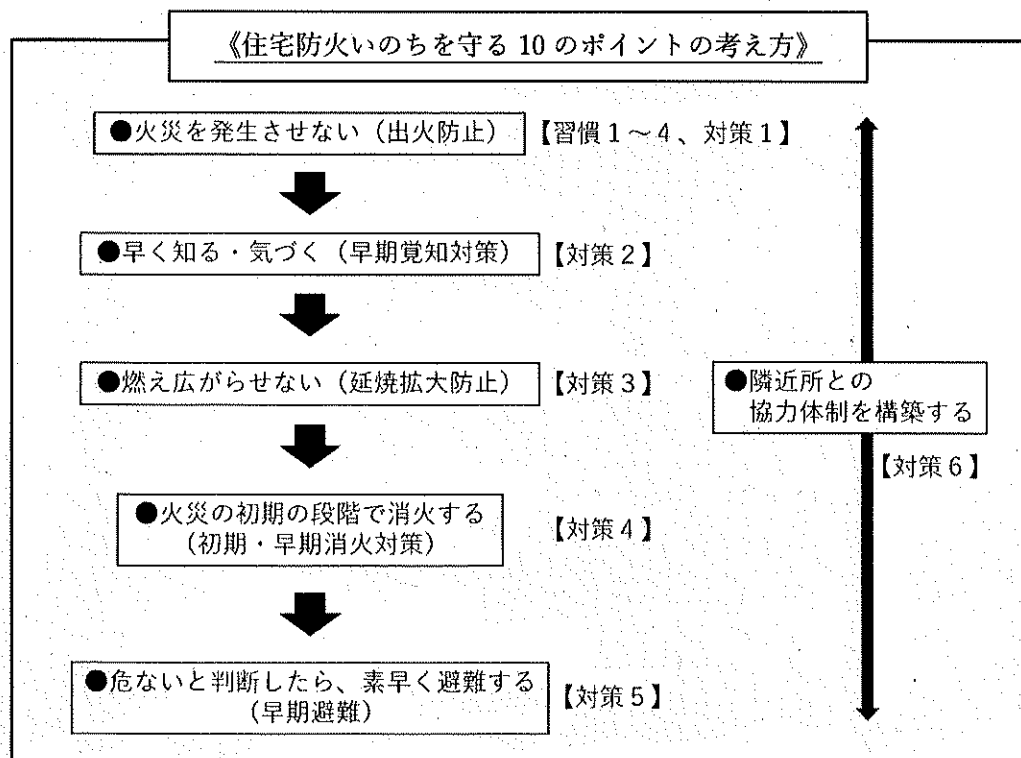 《住宅防火いのちを守る 10 のポイントの考え方》
●火災を発生させない（出火防止）【習慣１～４、対策１】
●早く知る・気づく（早期覚知対策）【対策２】
●燃え広がらせない（延焼拡大防止）【対策３】
●隣近所との
協力体制を構築する
【対策６】
●火災の初期の段階で消火する
（初期・早期消火対策）
【対策４】
●危ないと判断したら、素早く避難する
（早期避難）
【対策５】